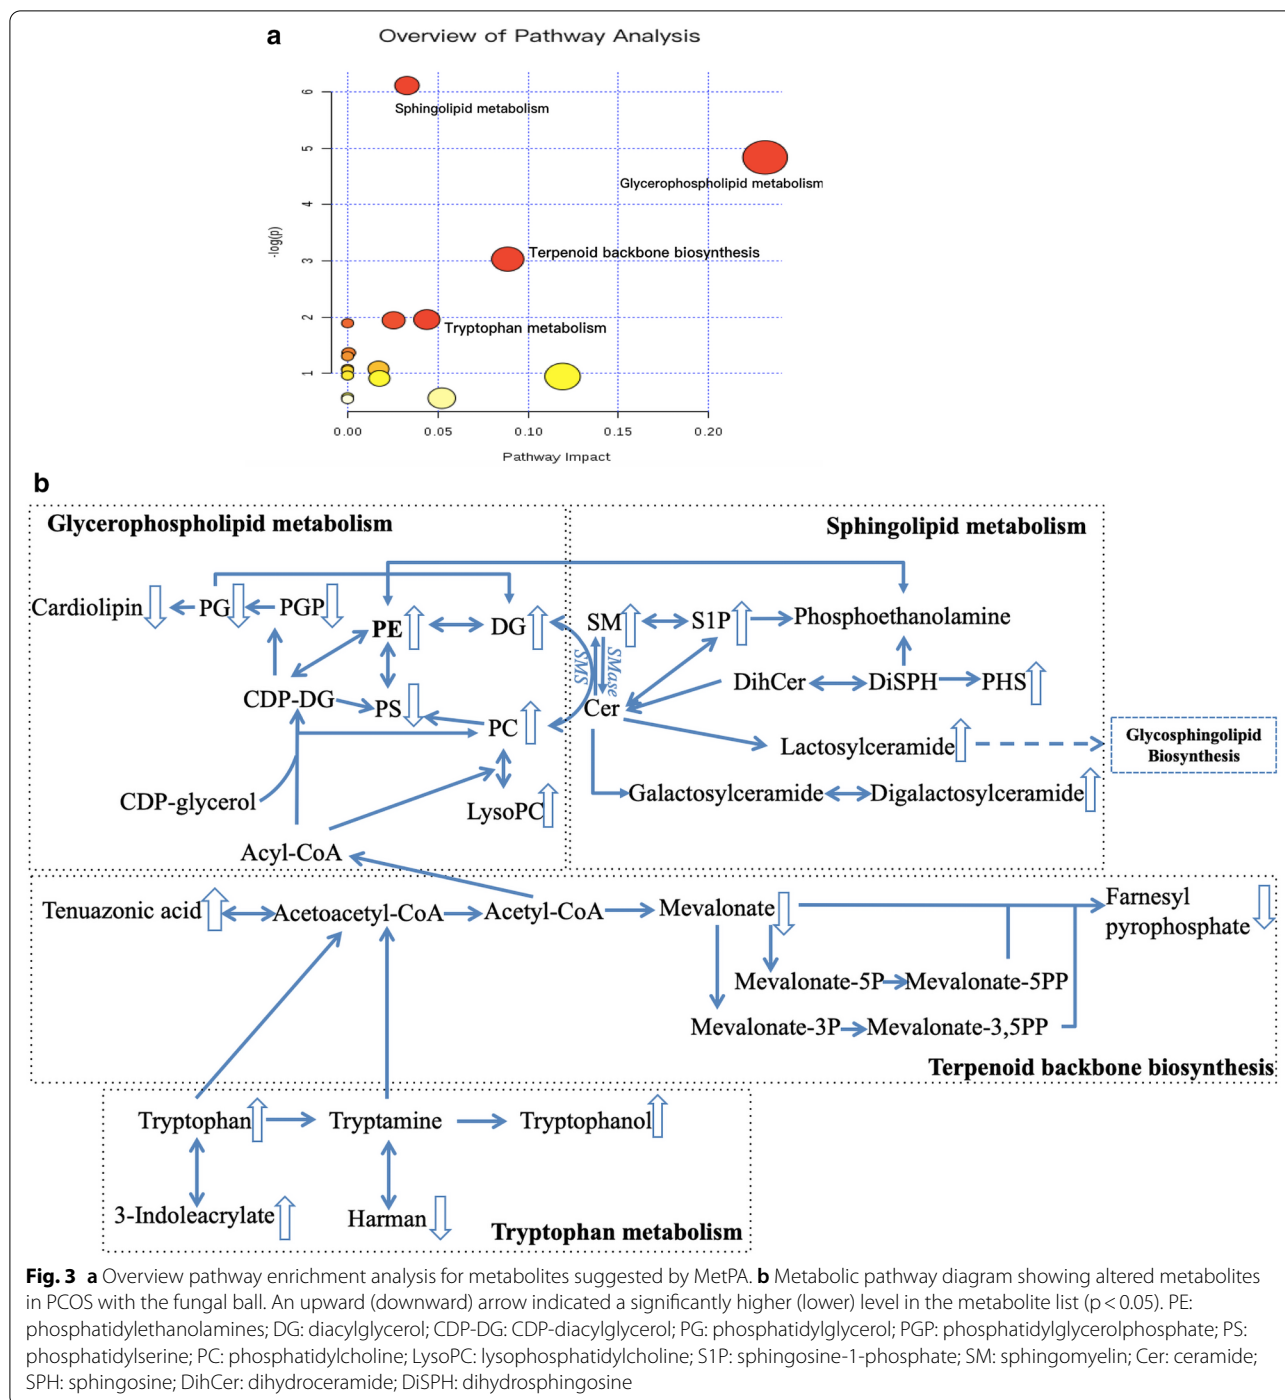 a
Overview of Pathway Analysis
6
5
4
3
2
1
-log(p)
Sphingolipid metabolism
Glycerophospholipid metabolism
Terpenoid backbone biosynthesis
Tryptophan metabolism
0.00 0.05 0.10 0.15 0.20
Pathway Impact
b
Glycerophospholipid metabolism
Sphingolipid metabolism
Cardiolipin PG PGP
PE DG
SM S1P Phosphoethanolamine
SMS SMase
CDP-DG PS
PC
Cer
DihCer DiSPH PHS
Lactosylceramide
Glycosphingolipid
Biosynthesis
CDP-glycerol
LysoPC
Galactosylceramide Digalactosylceramide
Acyl-CoA
Tenuazonic acid Acetoacetyl-CoA Acetyl-CoA Mevalonate
Farnesyl
pyrophosphate
Mevalonate-5P Mevalonate-5PP
Mevalonate-3P Mevalonate-3,5PP
Terpenoid backbone biosynthesis
Tryptophan Tryptamine Tryptophanol
3-Indoleacrylate Harman
Tryptophan metabolism
Fig. 3 a Overview pathway enrichment analysis for metabolites suggested by MetPA. b Metabolic pathway diagram showing altered metabolites
in PCOS with the fungal ball. An upward (downward) arrow indicated a significantly higher (lower) level in the metabolite list (p < 0.05). PE:
phosphatidylethanolamines; DG: diacylglycerol; CDP-DG: CDP-diacylglycerol; PG: phosphatidylglycerol; PGP: phosphatidylglycerolphosphate; PS:
phosphatidylserine; PC: phosphatidylcholine; LysoPC: lysophosphatidylcholine; S1P: sphingosine-1-phosphate; SM: sphingomyelin; Cer: ceramide;
SPH: sphingosine; DihCer: dihydroceramide; DiSPH: dihydrosphingosine